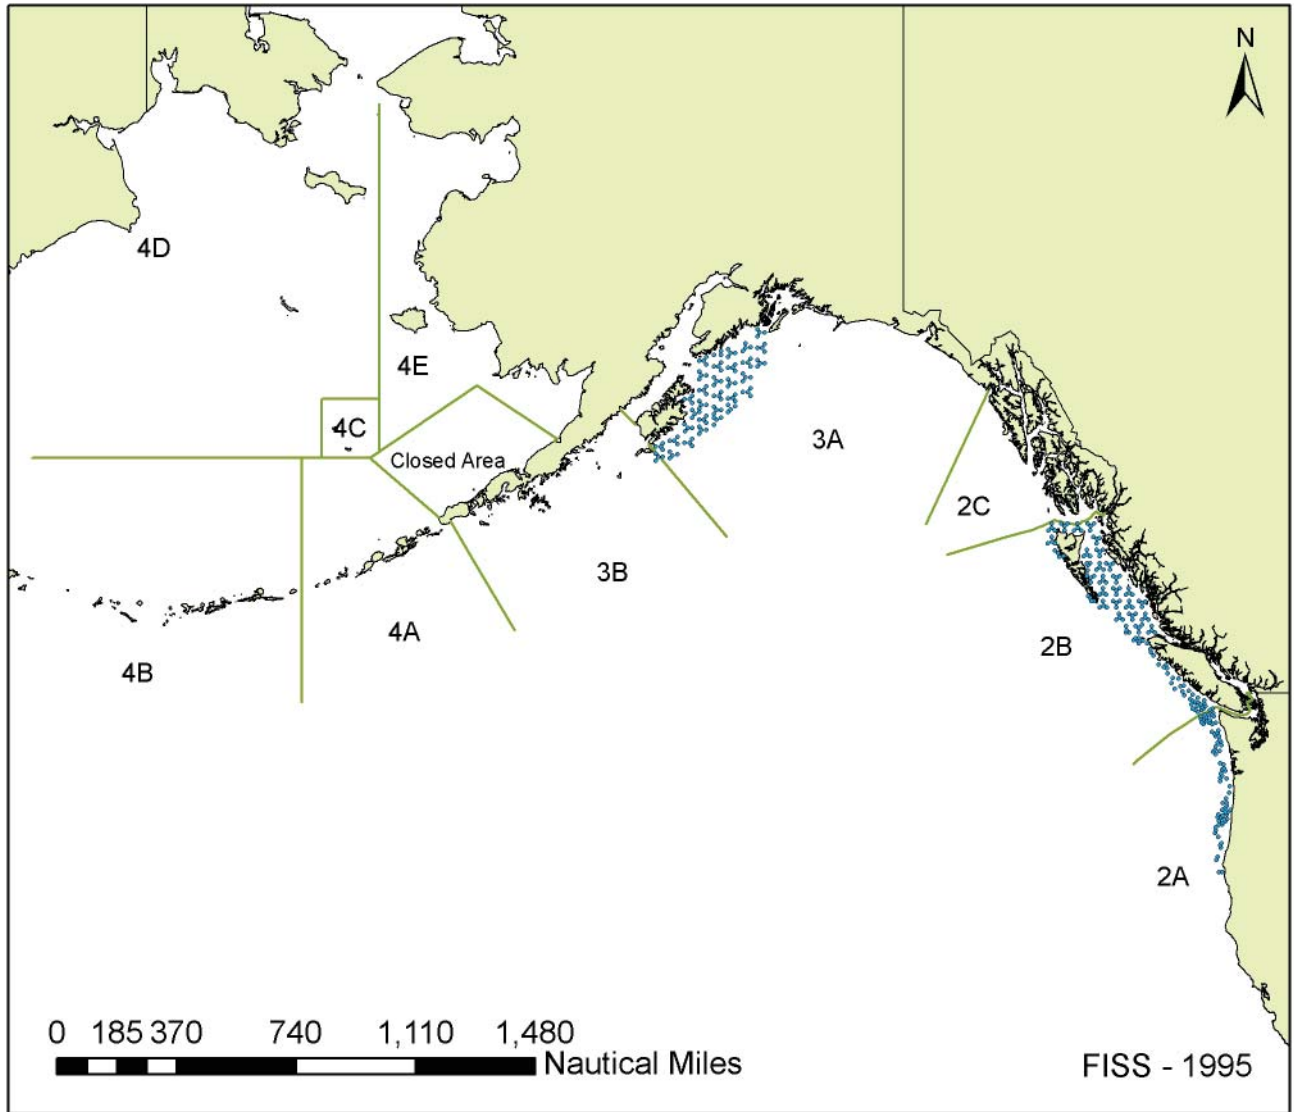 N
4D
4E
4C
Closed Area
3A
2C
3B
4A
2B
4B
2A
0 185 370 740 1,110 1,480
Nautical Miles
FISS - 1995